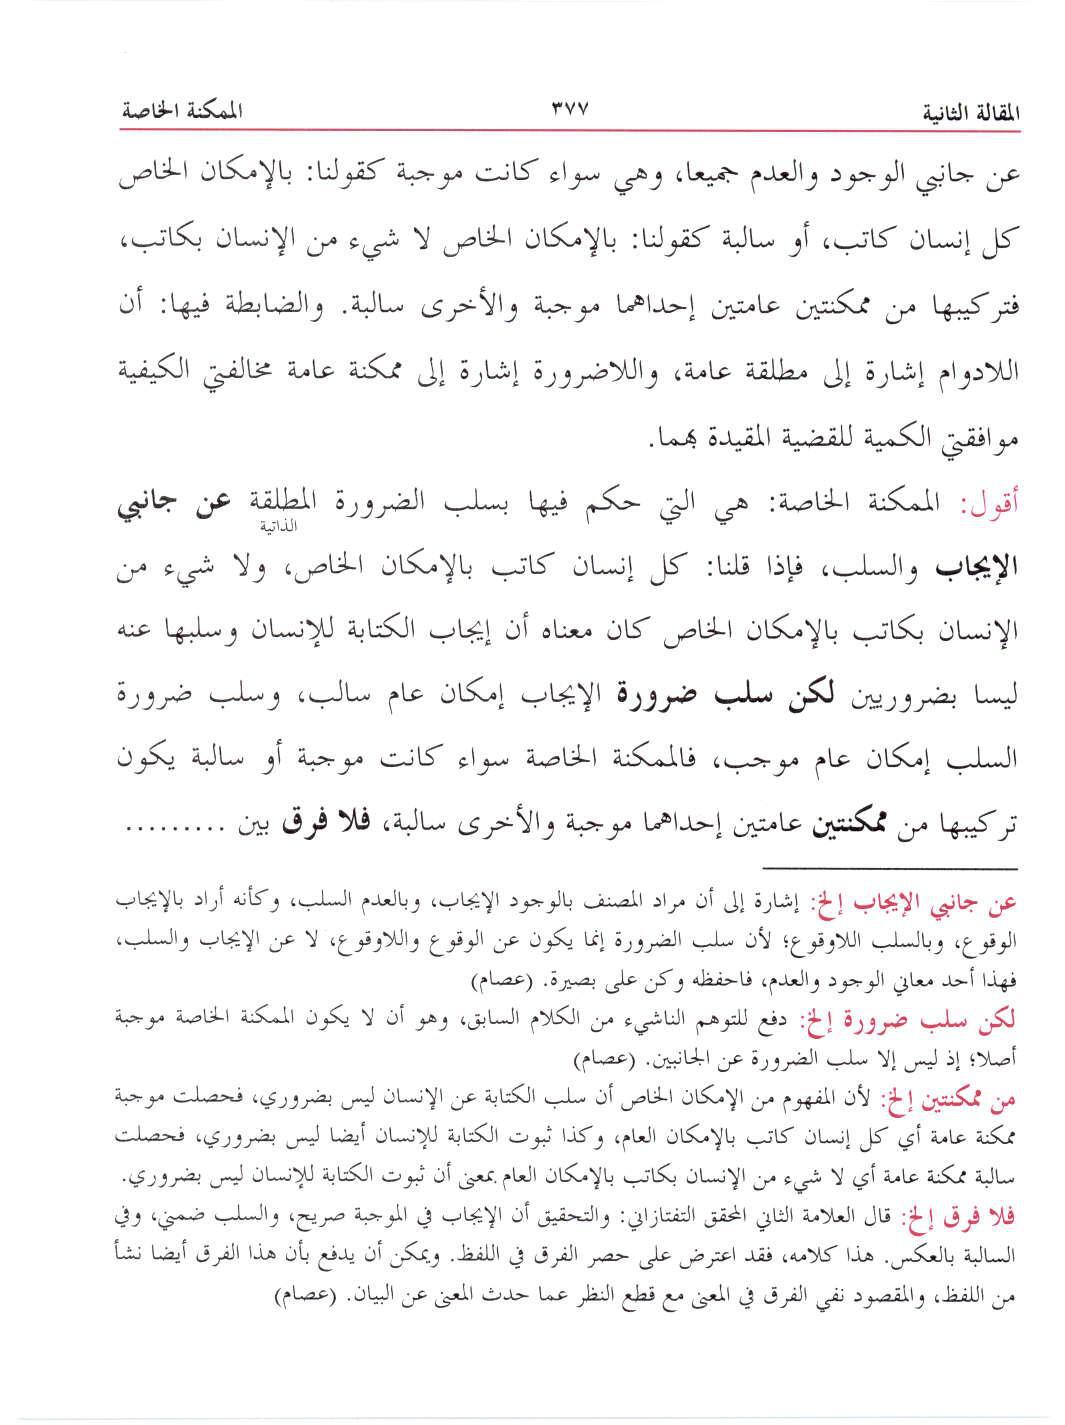 المقالة الثانية ٣٧٧ الممكنة الخاصة
عن جانبي الوجود والعدم جميعا، وهي سواء كانت موجبة كقولنا: بالإمكان الخاص
كل إنسان كاتب، أو سالبة كقولنا: بالإمكان الخاص لا شيء من الإنسان بكاتب،
فتركيبها من ممكنتين عامتين إحداهما موجبة والأخرى سالبة. والضابطة فيها: أن
اللادوام إشارة إلى مطلقة عامة، واللاضرورة إشارة إلى ممكنة عامة مخالفتي الكيفية
موافقتي الكمية للقضية المقيدة بهما.
أقول: الممكنة الخاصة: هي التي حكم فيها بسلب الضرورة المطلقة عن جانبي
الذاتية
الإيجاب والسلب، فإذا قلنا: كل إنسان كاتب بالإمكان الخاص، ولا شيء من
الإنسان بكاتب بالإمكان الخاص كان معناه أن إيجاب الكتابة للإنسان وسلبها عنه
ليسا بضروريين لكن سلب ضرورة الإيجاب إمكان عام سالب، وسلب ضرورة
السلب إمكان عام موجب، فالممكنة الخاصة سواء كانت موجبة أو سالبة يكون
تركيبها من ممكنتين عامتين إحداهما موجبة والأخرى سالبة، فلا فرق بين .........
عن جانبي الإيجاب إلخ: إشارة إلى أن مراد المصنف بالوجود الإيجاب، وبالعدم السلب، وكأنه أراد بالإيجاب
الوقوع، وبالسلب اللاوقوع؛ لأن سلب الضرورة إنما يكون عن الوقوع واللاوقوع، لا عن الإيجاب والسلب،
فهذا أحد معاني الوجود والعدم، فاحفظه وكن على بصيرة. (عصام)
لكن سلب ضرورة إلخ: دفع للتوهم الناشيء من الكلام السابق، وهو أن لا يكون الممكنة الخاصة موجبة
أصلا؛ إذ ليس إلا سلب الضرورة عن الجانبين. (عصام)
من ممكنتين إلخ: لأن المفهوم من الإمكان الخاص أن سلب الكتابة عن الإنسان ليس بضروري، فحصلت موجبة
ممكنة عامة أي كل إنسان كاتب بالإمكان العام، وكذا ثبوت الكتابة للإنسان أيضا ليس بضروري، فحصلت
سالبة ممكنة عامة أي لا شيء من الإنسان بكاتب بالإمكان العام بمعنى أن ثبوت الكتابة للإنسان ليس بضروري.
فلا فرق إلخ: قال العلامة الثاني المحقق التفتازاني: والتحقيق أن الإيجاب في الموجبة صريح، والسلب ضمني، وفي
السالبة بالعكس. هذا كلامه، فقد اعترض على حصر الفرق في اللفظ. ويمكن أن يدفع بأن هذا الفرق أيضا نشأ
من اللفظ، والمقصود نفي الفرق في المعنى مع قطع النظر عما حدث المعنى عن البيان. (عصام)